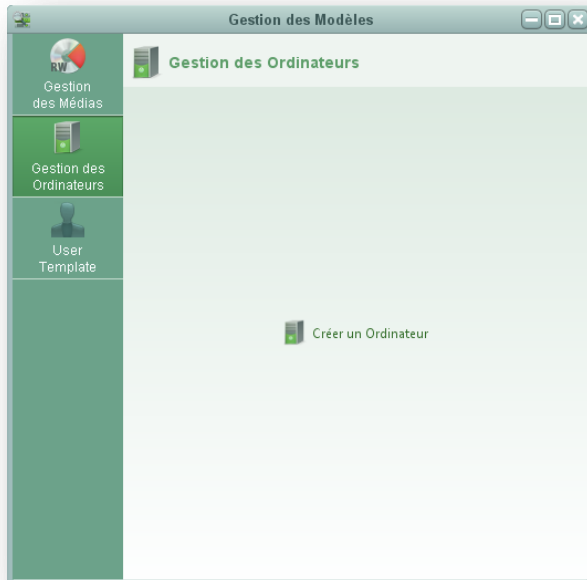 Gestion des Modèles
RW
Gestion
des Médias
Gestion des
Ordinateurs
User
Template
Gestion des Ordinateurs
Créer un Ordinateur